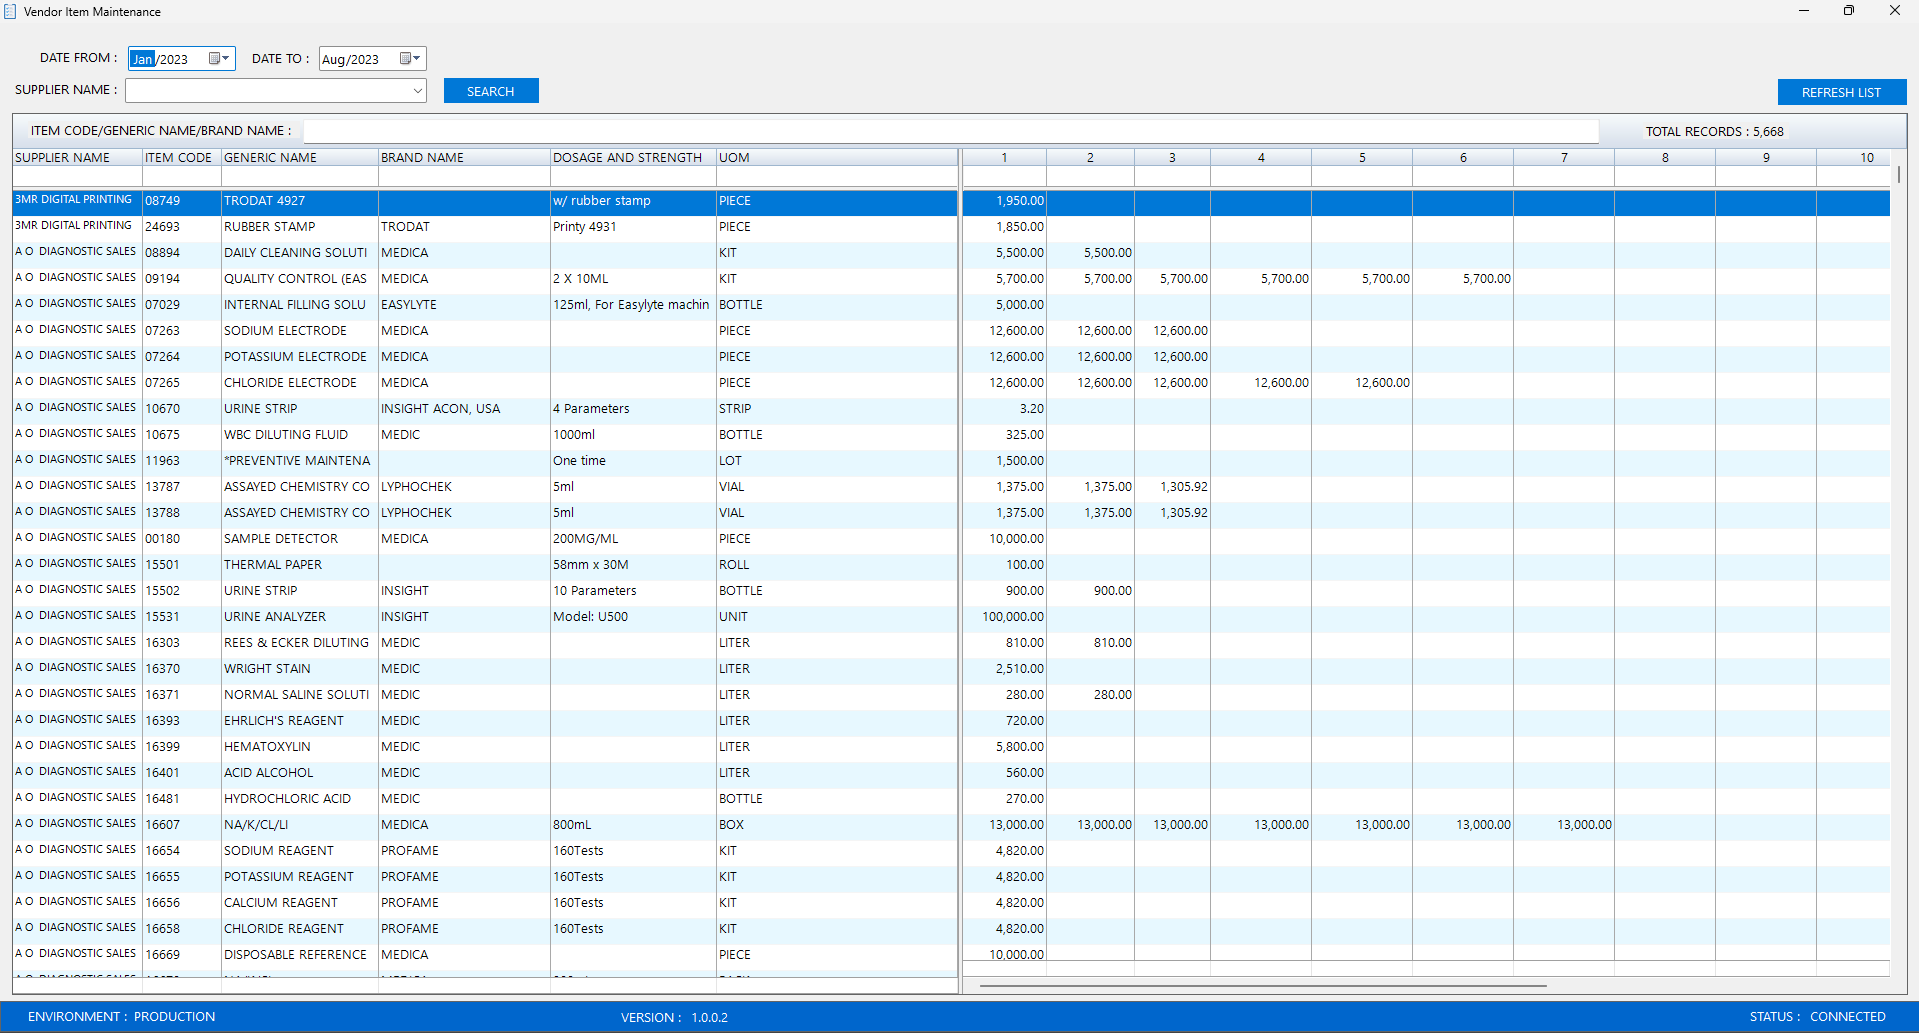 Vendor Item Maintenance
DATE FROM : Jan/2023 DATE TO : Aug/2023
SUPPLIER NAME : SEARCH REFRESH LIST
ITEM CODE/GENERIC NAME/BRAND NAME : TOTAL RECORDS : 5,668
SUPPLIER NAME ITEM CODE GENERIC NAME BRAND NAME DOSAGE AND STRENGTH UOM 1 2 3 4 5 6 7 8 9 10
3MR DIGITAL PRINTING 08749 TRODAT 4927 w/ rubber stamp PIECE 1,950.00
3MR DIGITAL PRINTING 24693 RUBBER STAMP TRODAT Printy 4931 PIECE 1,850.00
A O DIAGNOSTIC SALES 08894 DAILY CLEANING SOLUTI MEDICA KIT 5,500.00 5,500.00
A O DIAGNOSTIC SALES 09194 QUALITY CONTROL (EAS MEDICA 2 X 10ML KIT 5,700.00 5,700.00 5,700.00 5,700.00 5,700.00 5,700.00
A O DIAGNOSTIC SALES 07029 INTERNAL FILLING SOLU EASYLYTE 125ml, For Easylyte machin BOTTLE 5,000.00
A O DIAGNOSTIC SALES 07263 SODIUM ELECTRODE MEDICA PIECE 12,600.00 12,600.00 12,600.00
A O DIAGNOSTIC SALES 07264 POTASSIUM ELECTRODE MEDICA PIECE 12,600.00 12,600.00 12,600.00
A O DIAGNOSTIC SALES 07265 CHLORIDE ELECTRODE MEDICA PIECE 12,600.00 12,600.00 12,600.00 12,600.00 12,600.00
A O DIAGNOSTIC SALES 10670 URINE STRIP INSIGHT ACON, USA 4 Parameters STRIP 3.20
A O DIAGNOSTIC SALES 10675 WBC DILUTING FLUID MEDIC 1000ml BOTTLE 325.00
A O DIAGNOSTIC SALES 11963 *PREVENTIVE MAINTENA One time LOT 1,500.00
A O DIAGNOSTIC SALES 13787 ASSAYED CHEMISTRY CO LYPHOCHEK 5ml VIAL 1,375.00 1,375.00 1,305.92
A O DIAGNOSTIC SALES 13788 ASSAYED CHEMISTRY CO LYPHOCHEK 5ml VIAL 1,375.00 1,375.00 1,305.92
A O DIAGNOSTIC SALES 00180 SAMPLE DETECTOR MEDICA 200MG/ML PIECE 10,000.00
A O DIAGNOSTIC SALES 15501 THERMAL PAPER 58mm x 30M ROLL 100.00
A O DIAGNOSTIC SALES 15502 URINE STRIP INSIGHT 10 Parameters BOTTLE 900.00 900.00
A O DIAGNOSTIC SALES 15531 URINE ANALYZER INSIGHT Model: U500 UNIT 100,000.00
A O DIAGNOSTIC SALES 16303 REES & ECKER DILUTING MEDIC LITER 810.00 810.00
A O DIAGNOSTIC SALES 16370 WRIGHT STAIN MEDIC LITER 2,510.00
A O DIAGNOSTIC SALES 16371 NORMAL SALINE SOLUTI MEDIC LITER 280.00 280.00
A O DIAGNOSTIC SALES 16393 EHRLICH'S REAGENT MEDIC LITER 720.00
A O DIAGNOSTIC SALES 16399 HEMATOXYLIN MEDIC LITER 5,800.00
A O DIAGNOSTIC SALES 16401 ACID ALCOHOL MEDIC LITER 560.00
A O DIAGNOSTIC SALES 16481 HYDROCHLORIC ACID MEDIC BOTTLE 270.00
A O DIAGNOSTIC SALES 16607 NA/K/CL/LI MEDICA 800mL BOX 13,000.00 13,000.00 13,000.00 13,000.00 13,000.00 13,000.00 13,000.00
A O DIAGNOSTIC SALES 16654 SODIUM REAGENT PROFAME 160Tests KIT 4,820.00
A O DIAGNOSTIC SALES 16655 POTASSIUM REAGENT PROFAME 160Tests KIT 4,820.00
A O DIAGNOSTIC SALES 16656 CALCIUM REAGENT PROFAME 160Tests KIT 4,820.00
A O DIAGNOSTIC SALES 16658 CHLORIDE REAGENT PROFAME 160Tests KIT 4,820.00
A O DIAGNOSTIC SALES 16669 DISPOSABLE REFERENCE MEDICA PIECE 10,000.00
ENVIRONMENT : PRODUCTION VERSION : 1.0.0.2 STATUS : CONNECTED